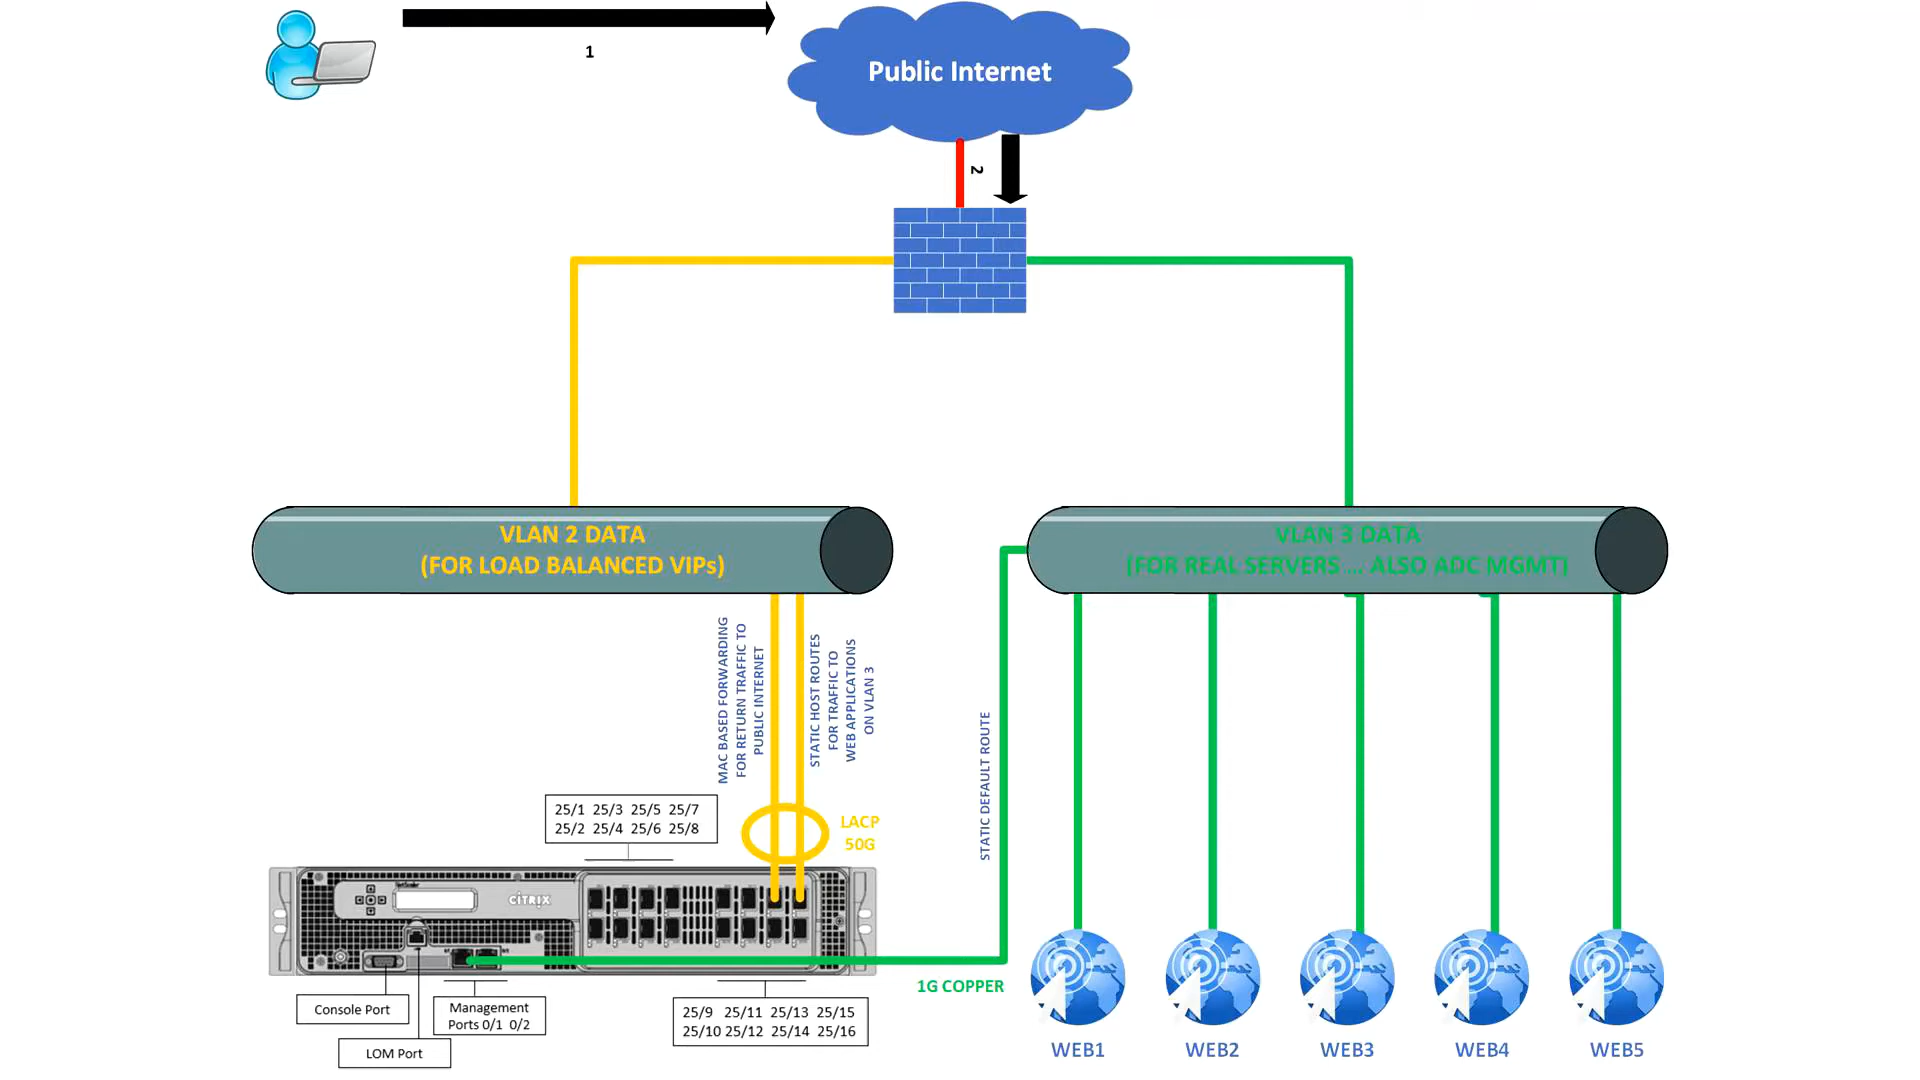 1
Public Internet
2
VLAN 2 DATA
(FOR LOAD BALANCED VIPs)
VLAN 3 DATA
(FOR REAL SERVERS ... ALSO ADC MGMT)
MAC BASED FORWARDING
FOR RETURN TRAFFIC TO
PUBLIC INTERNET
STATIC HOST ROUTES
FOR TRAFFIC TO
WEB APPLICATIONS
ON VLAN 3
STATIC DEFAULT ROUTE
25/1 25/3 25/5 25/7
25/2 25/4 25/6 25/8
LACP
50G
NetScaler
CITRIX
1G COPPER
Console Port
Management
Ports 0/1 0/2
LOM Port
25/9 25/11 25/13 25/15
25/10 25/12 25/14 25/16
WEB1
WEB2
WEB3
WEB4
WEB5